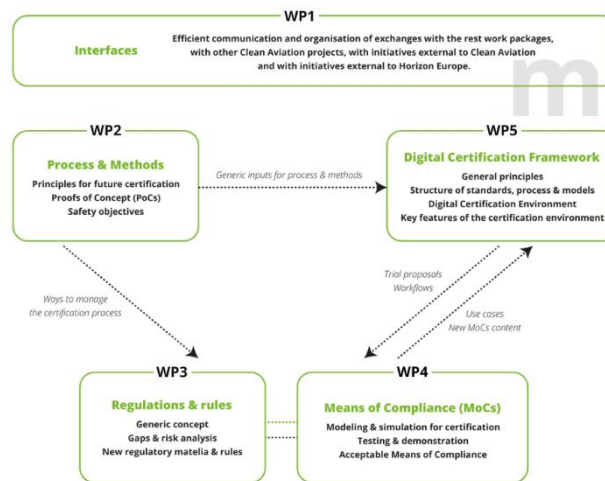 WP1
Interfaces
Efficient communication and organisation of exchanges with the rest work packages,
with other Clean Aviation projects, with initiatives external to Clean Aviation
and with initiatives external to Horizon Europe.
m
WP2
Process & Methods
Principles for future certification
Proofs of Concept (PoCs)
Safety objectives
Generic inputs for process & methods
WP5
Digital Certification Framework
General principles
Structure of standards, process & models
Digital Certification Environment
Key features of the certification environment
Ways to manage
the certification process
Trial proposals
Workflows
Use cases
New MoCs content
WP3
Regulations & rules
Generic concept
Gaps & risk analysis
New regulatory matelia & rules
WP4
Means of Compliance (MoCs)
Modeling & simulation for certification
Testing & demonstration
Acceptable Means of Compliance